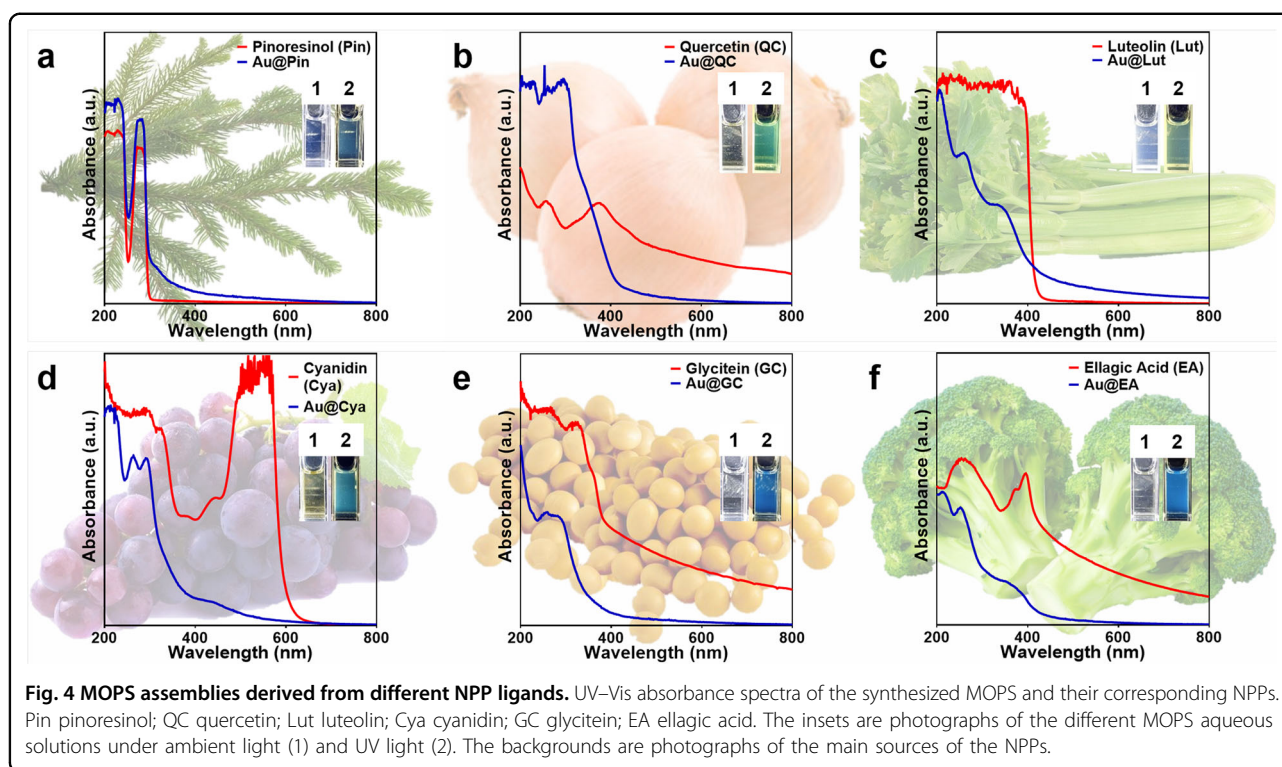 a
Pinoresinol (Pin)
Au@Pin
1 2
Absorbance (a.u.)
200 400 600 800
Wavelength (nm)
b
Quercetin (QC)
Au@QC
1 2
Absorbance (a.u.)
200 400 600 800
Wavelength (nm)
c
Luteolin (Lut)
Au@Lut
1 2
Absorbance (a.u.)
200 400 600 800
Wavelength (nm)
d
Cyanidin
(Cya)
Au@Cya
1 2
Absorbance (a.u.)
200 400 600 800
Wavelength (nm)
e
Glycitein (GC)
Au@GC
1 2
Absorbance (a.u.)
200 400 600 800
Wavelength (nm)
f
Ellagic Acid (EA)
Au@EA
1 2
Absorbance (a.u.)
200 400 600 800
Wavelength (nm)
Fig. 4 MOPS assemblies derived from different NPP ligands. UV–Vis absorbance spectra of the synthesized MOPS and their corresponding NPPs.
Pin pinoresinol; QC quercetin; Lut luteolin; Cya cyanidin; GC glycitein; EA ellagic acid. The insets are photographs of the different MOPS aqueous
solutions under ambient light (1) and UV light (2). The backgrounds are photographs of the main sources of the NPPs.